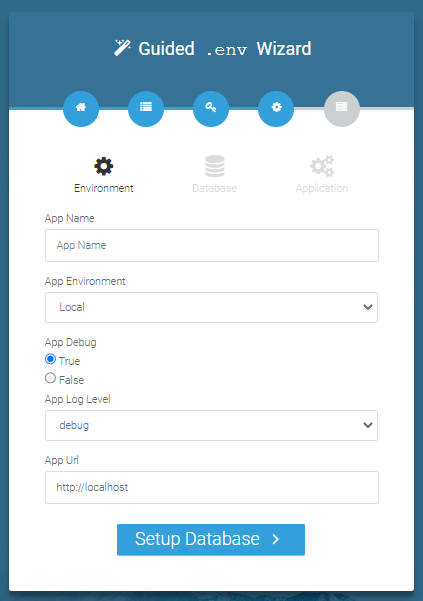 Guided .env Wizard
Environment
Database
Application
App Name
App Name
App Environment
Local
App Debug
True
False
App Log Level
debug
App Url
http://localhost
Setup Database